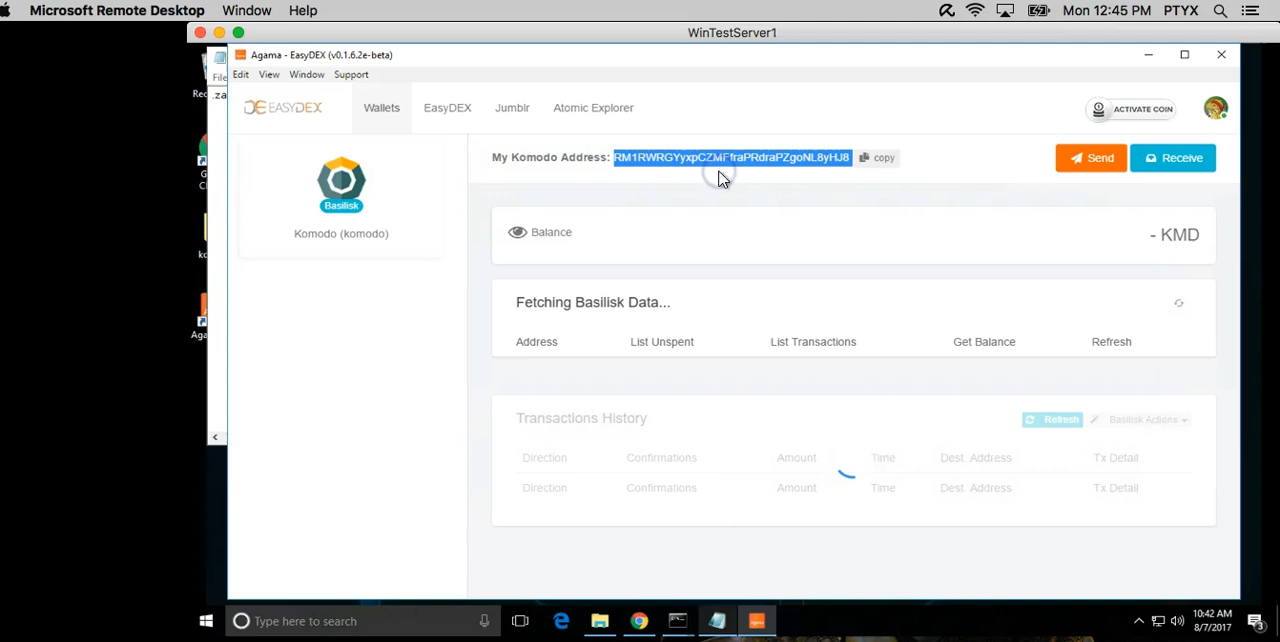 Microsoft Remote Desktop Window Help Mon 12:45 PM PTYX
WinTestServer1
Agama - EasyDEX (v0.1.6.2e-beta)
File
Edit View Window Support
.za
EASYDEX Wallets EasyDEX Jumblr Atomic Explorer ACTIVATE COIN
My Komodo Address: RM1RWRGYyxpCZMFfraPRdraPZgoNL8yHJ8 copy Send Receive
Basilisk
Komodo (komodo)
Balance - KMD
Fetching Basilisk Data...
Address List Unspent List Transactions Get Balance Refresh
Transactions History Refresh Basilisk Actions
Direction Confirmations Amount Time Dest. Address Tx Detail
Direction Confirmations Amount Time Dest. Address Tx Detail
Type here to search
10:42 AM
8/7/2017
3